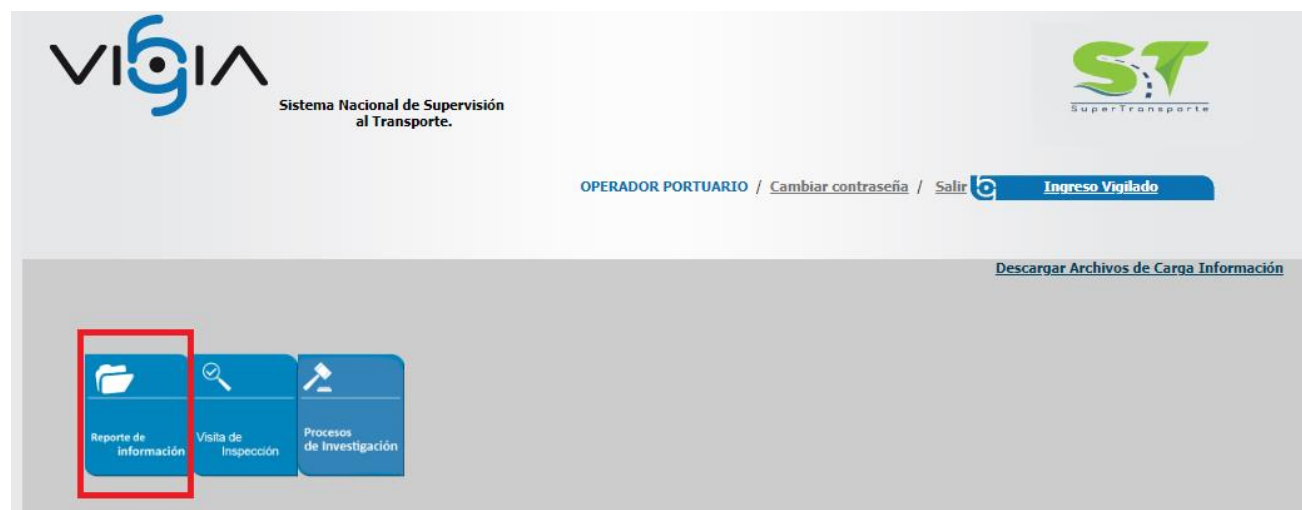 VIGIA
Sistema Nacional de Supervisión
al Transporte.
ST
SuperTransporte
OPERADOR PORTUARIO / Cambiar contraseña / Salir
Ingreso Vigilado
Descargar Archivos de Carga Información
Reporte de
información
Visita de
Inspección
Procesos
de Investigación